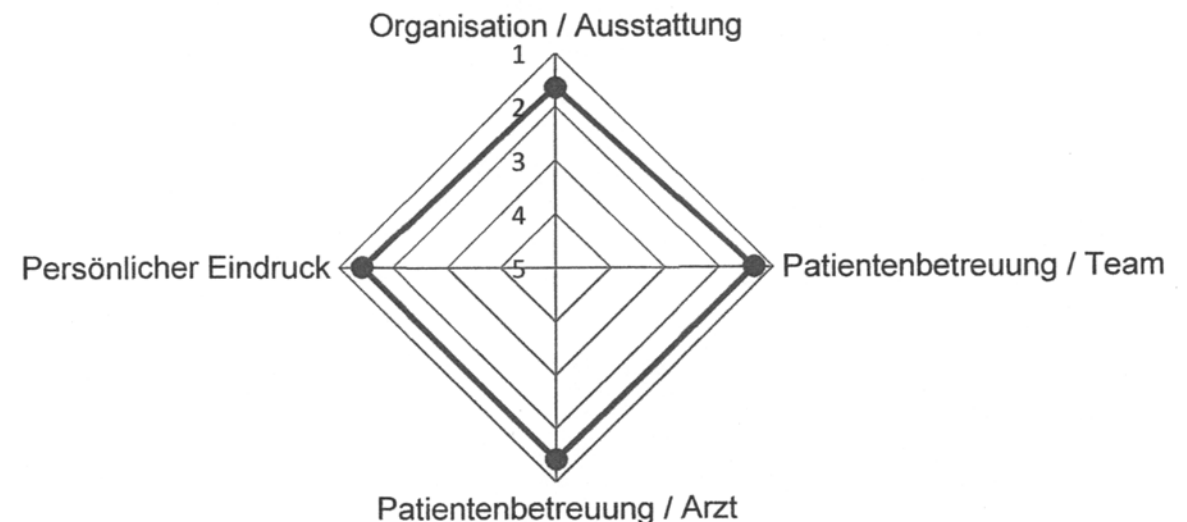 Organisation / Ausstattung
1
2
3
4
5
Persönlicher Eindruck
Patientenbetreuung / Team
Patientenbetreuung / Arzt